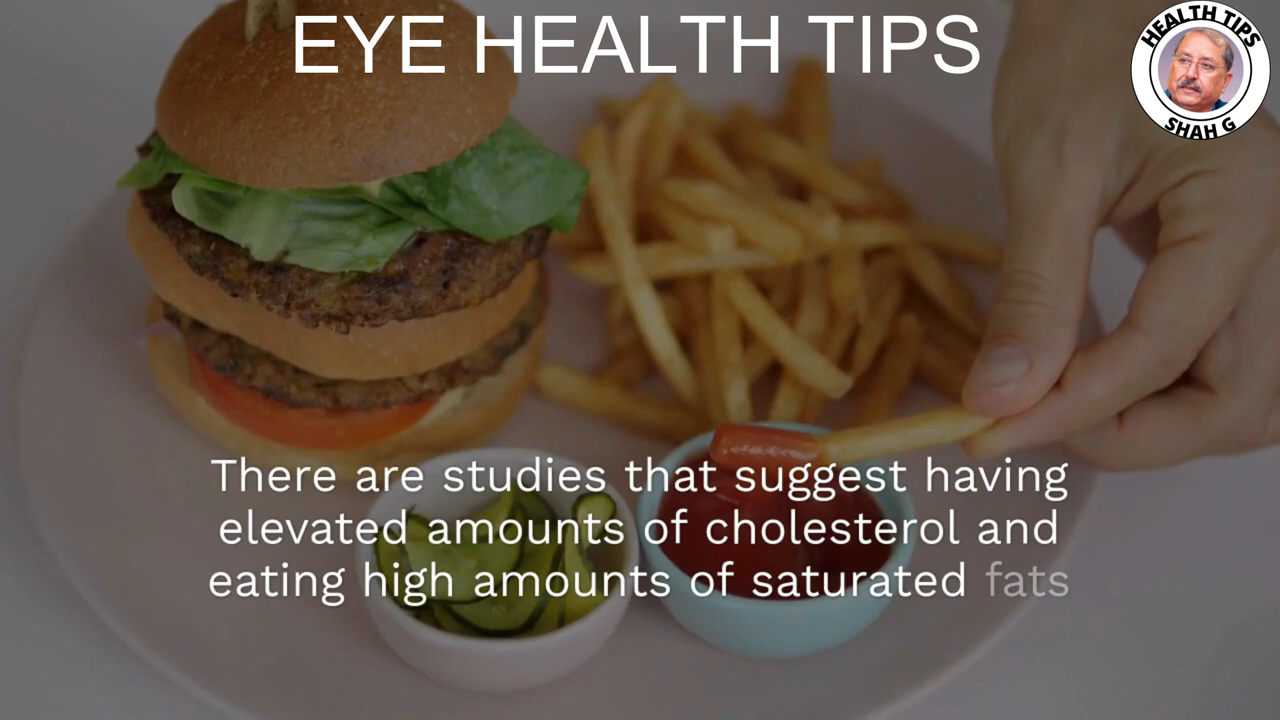 EYE HEALTH TIPS
HEALTH TIPS
SHAH G
There are studies that suggest having
elevated amounts of cholesterol and
eating high amounts of saturated fats